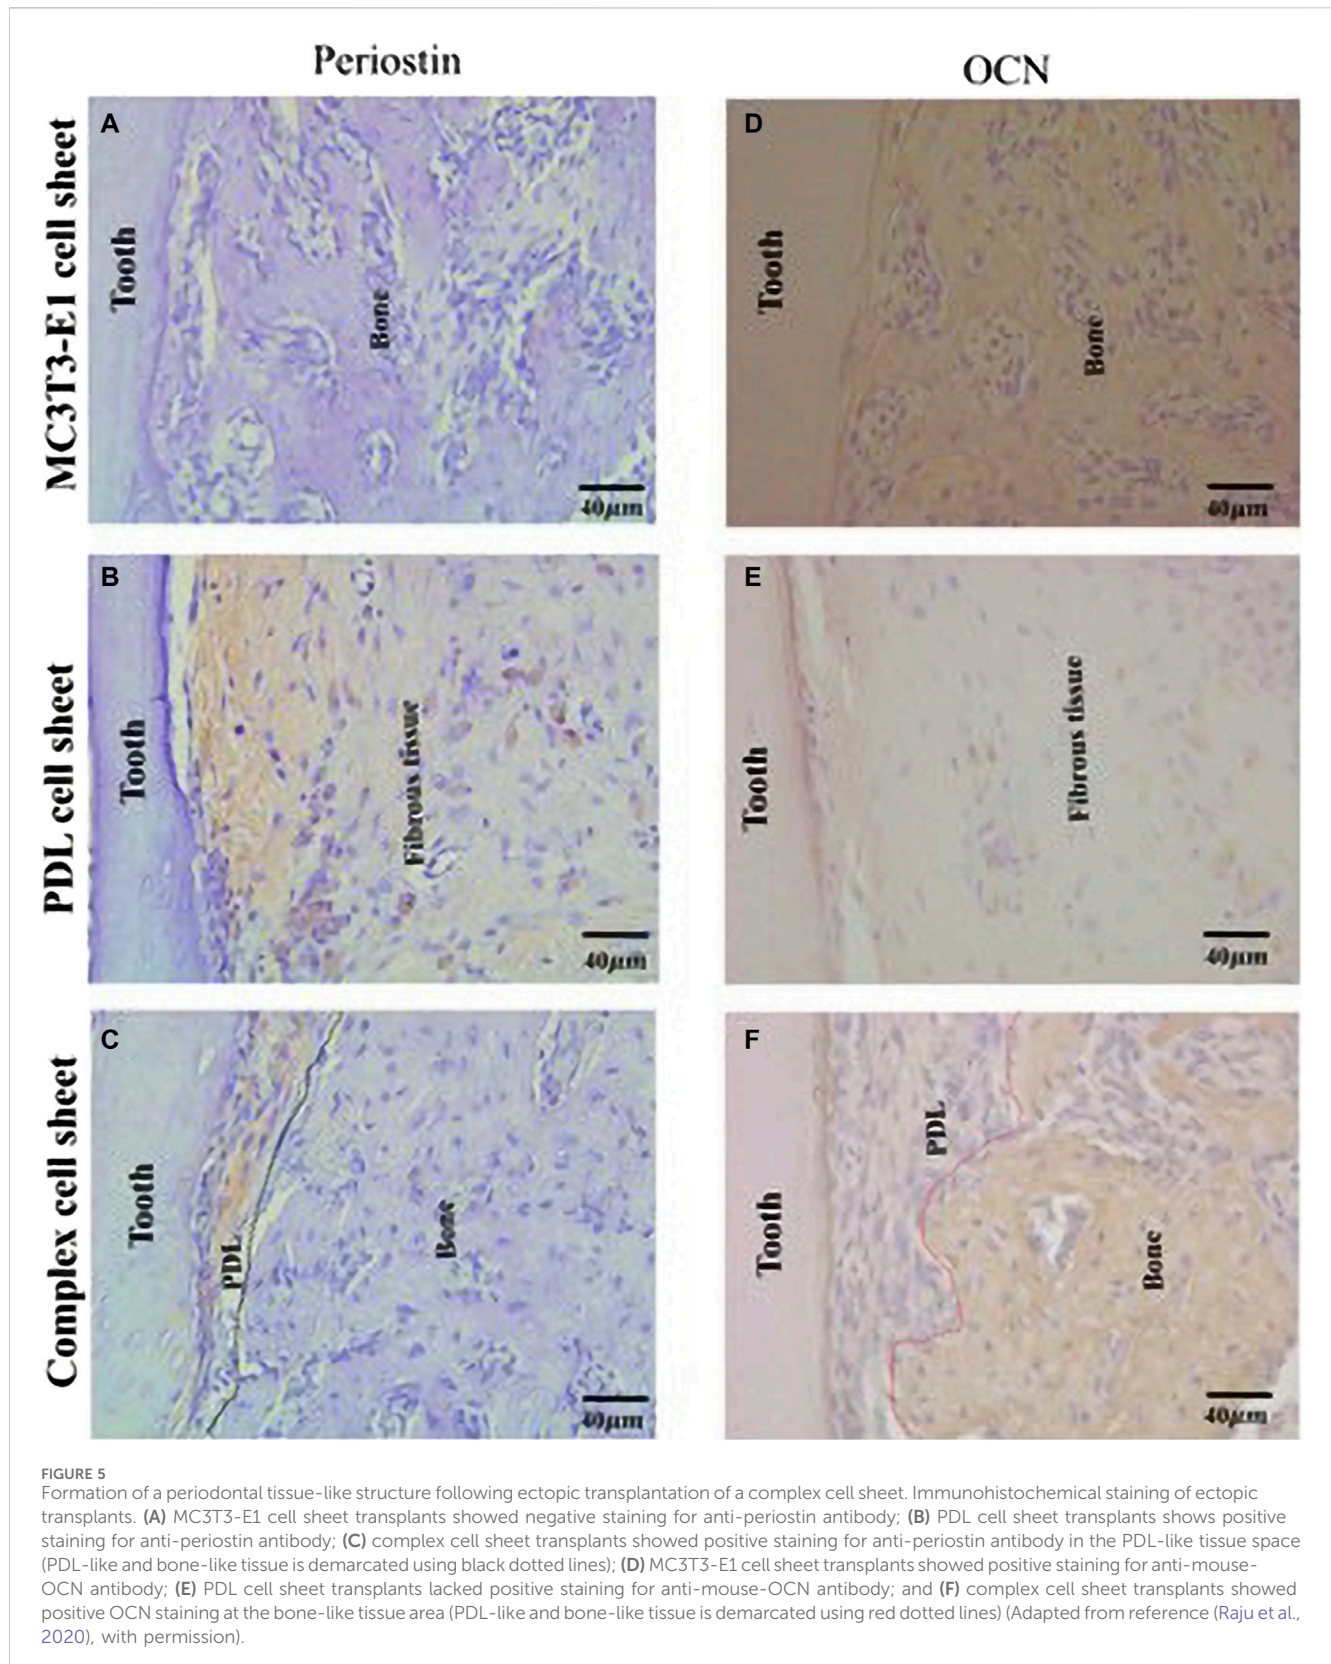 Periostin
OCN
MC3T3-E1 cell sheet
A
Tooth
Bone
40μm
D
Tooth
Bone
40μm
PDL cell sheet
B
Tooth
Fibrous tissue
40μm
E
Tooth
Fibrous tissue
40μm
Complex cell sheet
C
Tooth
PDL
Bone
40μm
F
Tooth
PDL
Bone
40μm
FIGURE 5
Formation of a periodontal tissue-like structure following ectopic transplantation of a complex cell sheet. Immunohistochemical staining of ectopic
transplants. (A) MC3T3-E1 cell sheet transplants showed negative staining for anti-periostin antibody; (B) PDL cell sheet transplants shows positive
staining for anti-periostin antibody; (C) complex cell sheet transplants showed positive staining for anti-periostin antibody in the PDL-like tissue space
(PDL-like and bone-like tissue is demarcated using black dotted lines); (D) MC3T3-E1 cell sheet transplants showed positive staining for anti-mouse-
OCN antibody; (E) PDL cell sheet transplants lacked positive staining for anti-mouse-OCN antibody; and (F) complex cell sheet transplants showed
positive OCN staining at the bone-like tissue area (PDL-like and bone-like tissue is demarcated using red dotted lines) (Adapted from reference (Raju et al.,
2020), with permission).